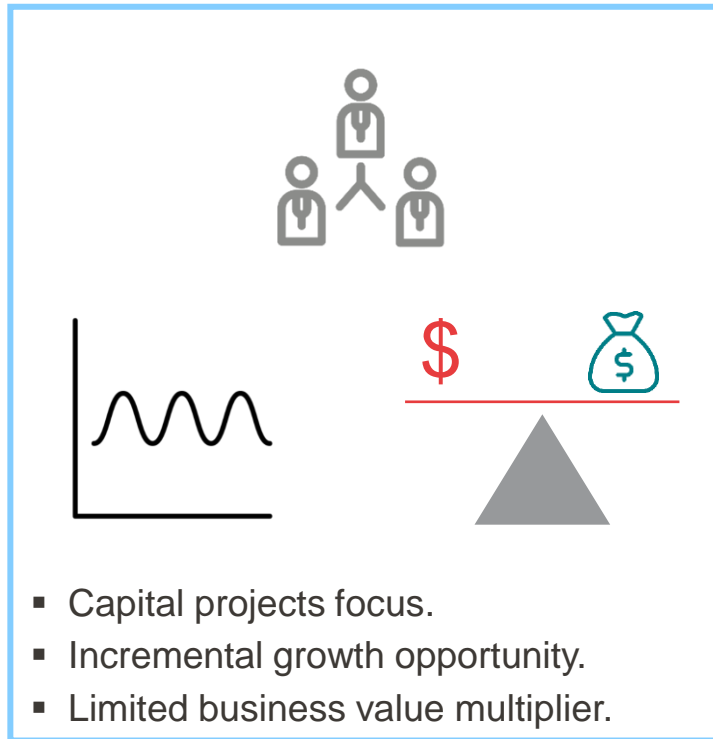 $
$
▪ Capital projects focus.
▪ Incremental growth opportunity.
▪ Limited business value multiplier.